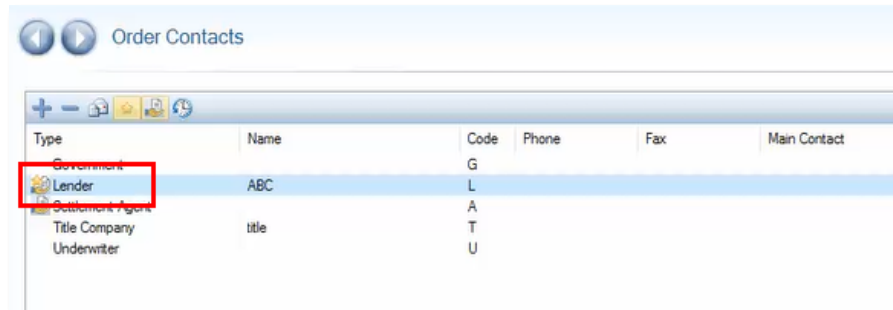 Order Contacts
Type Name Code Phone Fax Main Contact
Government G
Lender ABC L
Settlement Agent A
Title Company title T
Underwriter U